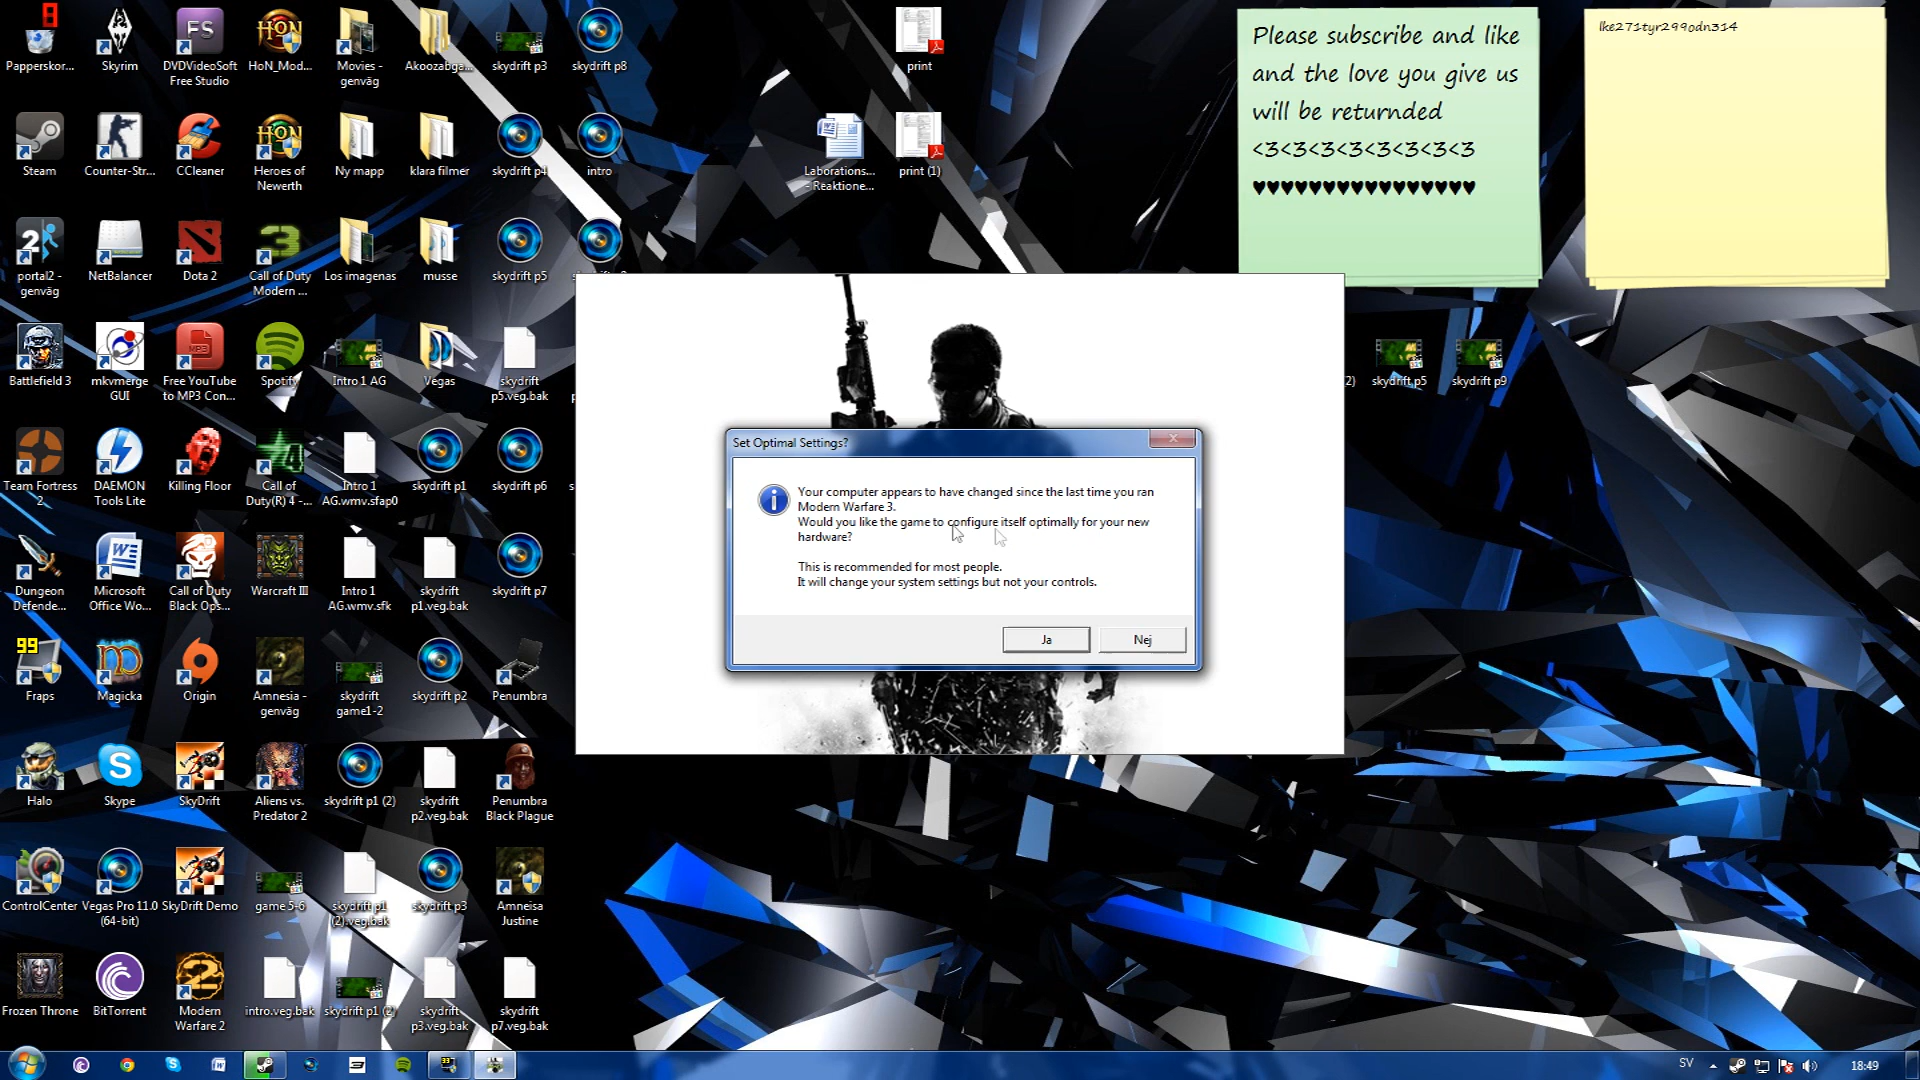 Papperskor...
Skyrim
DVDVideoSoft
Free Studio
HoN_Mod...
Movies -
genväg
Akoozabga...
skydrift p3
skydrift p8
print
Steam
Counter-Str...
CCleaner
Heroes of
Newerth
Ny mapp
klara filmer
skydrift p4
intro
Laborations...
- Reaktione...
print (1)
portal2 -
genväg
NetBalancer
Dota 2
Call of Duty
Modern ...
Los imagenas
musse
skydrift p5
Battlefield 3
mkvmerge
GUI
Free YouTube
to MP3 Con...
Spotify
Intro 1 AG
Vegas
skydrift
p5.veg.bak
2)
skydrift p5
skydrift p9
Team Fortress
2
DAEMON
Tools Lite
Killing Floor
Call of
Duty(R) 4 -...
Intro 1
AG.wmv.sfap0
skydrift p1
skydrift p6
Dungeon
Defende...
Microsoft
Office Wo...
Call of Duty
Black Ops...
Warcraft III
Intro 1
AG.wmv.sfk
skydrift
p1.veg.bak
skydrift p7
99
Fraps
Magicka
Origin
Amnesia -
genväg
skydrift
game1-2
skydrift p2
Penumbra
Halo
Skype
SkyDrift
Aliens vs.
Predator 2
skydrift p1 (2)
skydrift
p2.veg.bak
Penumbra
Black Plague
ControlCenter
Vegas Pro 11.0
(64-bit)
SkyDrift Demo
game 5-6
skydrift p1
(2).veg.bak
skydrift p3
Amneisa
Justine
Frozen Throne
BitTorrent
Modern
Warfare 2
intro.veg.bak
skydrift p1 (2)
skydrift
p3.veg.bak
skydrift
p7.veg.bak
Please subscribe and like
and the love you give us
will be returnded
<3<3<3<3<3<3<3<3
♥♥♥♥♥♥♥♥♥♥♥♥♥♥♥♥
lke271tyr299odn314
Set Optimal Settings?
Your computer appears to have changed since the last time you ran
Modern Warfare 3.
Would you like the game to configure itself optimally for your new
hardware?
This is recommended for most people.
It will change your system settings but not your controls.
Ja
Nej
SV
18:49